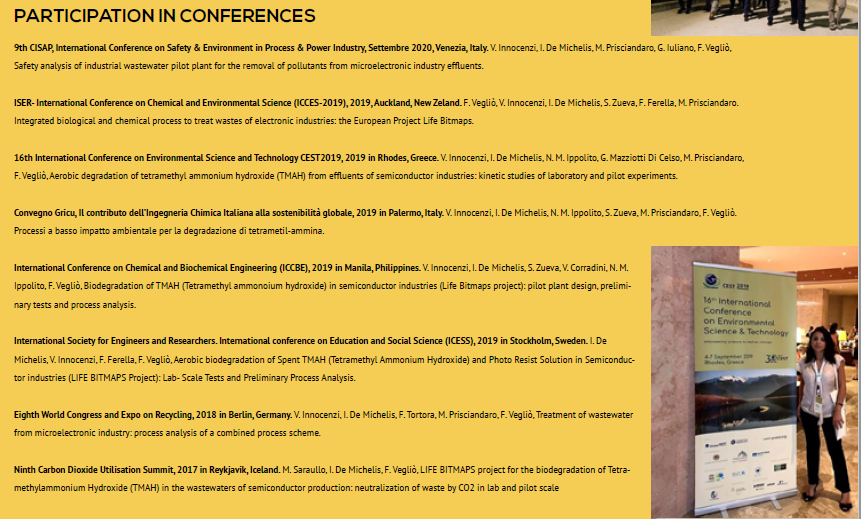 PARTICIPATION IN CONFERENCES
9th CISAP, International Conference on Safety & Environment in Process & Power Industry, Settembre 2020, Venezia, Italy. V. Innocenzi, I. De Michelis, M. Prisciandaro, G. Iuliano, F. Vegliò,
Safety analysis of industrial wastewater pilot plant for the removal of pollutants from microelectronic industry effluents.
ISER- International Conference on Chemical and Environmental Science (ICCES-2019), 2019, Auckland, New Zeland. F. Vegliò, V. Innocenzi, I. De Michelis, S. Zueva, F. Ferella, M. Prisciandaro.
Integrated biological and chemical process to treat wastes of electronic industries: the European Project Life Bitmaps.
16th International Conference on Environmental Science and Technology CEST2019, 2019 in Rhodes, Greece. V. Innocenzi, I. De Michelis, N. M. Ippolito, G. Mazziotti Di Celso, M. Prisciandaro,
F. Vegliò, Aerobic degradation of tetramethyl ammonium hydroxide (TMAH) from effluents of semiconductor industries: kinetic studies of laboratory and pilot experiments.
Convegno Gricu, Il contributo dell'Ingegneria Chimica Italiana alla sostenibilità globale, 2019 in Palermo, Italy. V. Innocenzi, I. De Michelis, N. M. Ippolito, S. Zueva, M. Prisciandaro, F. Vegliò.
Processi a basso impatto ambientale per la degradazione di tetrametil-ammina.
International Conference on Chemical and Biochemical Engineering (ICCBE), 2019 in Manila, Philippines. V. Innocenzi, I. De Michelis, S. Zueva, V. Corradini, N. M.
Ippolito, F. Vegliò, Biodegradation of TMAH (Tetramethyl ammonoium hydroxide) in semiconductor industries (Life Bitmaps project): pilot plant design, prelimi-
nary tests and process analysis.
International Society for Engineers and Researchers. International conference on Education and Social Science (ICESS), 2019 in Stockholm, Sweden. I. De
Michelis, V. Innocenzi, F. Ferella, F. Vegliò, Aerobic biodegradation of Spent TMAH (Tetramethyl Ammonium Hydroxide) and Photo Resist Solution in Semiconduc-
tor industries (LIFE BITMAPS Project): Lab- Scale Tests and Preliminary Process Analysis.
Eighth World Congress and Expo on Recycling, 2018 in Berlin, Germany. V. Innocenzi, I. De Michelis, F. Tortora, M. Prisciandaro, F. Vegliò, Treatment of wastewater
from microelectronic industry: process analysis of a combined process scheme.
Ninth Carbon Dioxide Utilisation Summit, 2017 in Reykjavik, Iceland. M. Saraullo, I. De Michelis, F. Vegliò, LIFE BITMAPS project for the biodegradation of Tetra-
methylammonium Hydroxide (TMAH) in the wastewaters of semiconductor production: neutralization of waste by CO2 in lab and pilot scale
CEST 2019
16th International
Conference
on Environmental
Science & Technology
4-7 September 2019
Rhodes, Greece